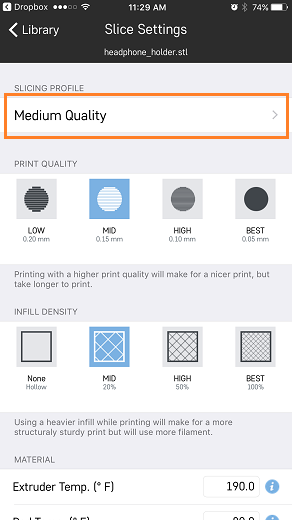 Dropbox 11:29 AM 74%
Library Slice Settings
headphone_holder.stl
SLICING PROFILE
Medium Quality
PRINT QUALITY
LOW MID HIGH BEST
0.20 mm 0.15 mm 0.10 mm 0.05 mm
Printing with a higher print quality will make for a nicer print, but
take longer to print.
INFILL DENSITY
None MID HIGH BEST
Hollow 20% 50% 100%
Using a heavier infill while printing will make for a more
structuraly sturdy print but will use more filament.
MATERIAL
Extruder Temp. (° F) 190.0